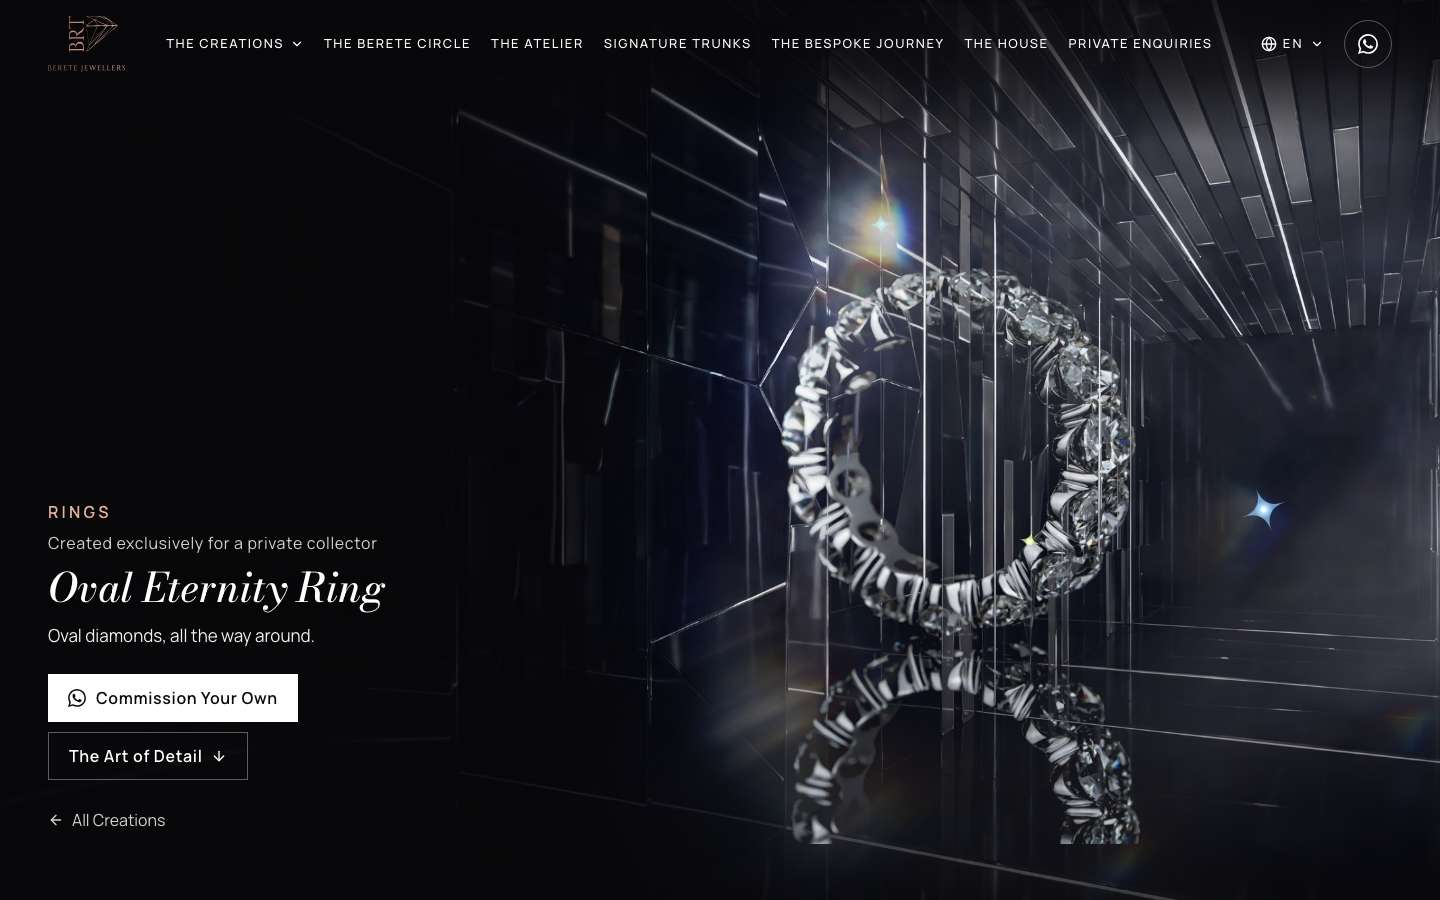 BRT
BERETE JEWELLERS
THE CREATIONS
THE BERETE CIRCLE
THE ATELIER
SIGNATURE TRUNKS
THE BESPOKE JOURNEY
THE HOUSE
PRIVATE ENQUIRIES
EN
RINGS
Created exclusively for a private collector
Oval Eternity Ring
Oval diamonds, all the way around.
Commission Your Own
The Art of Detail
All Creations